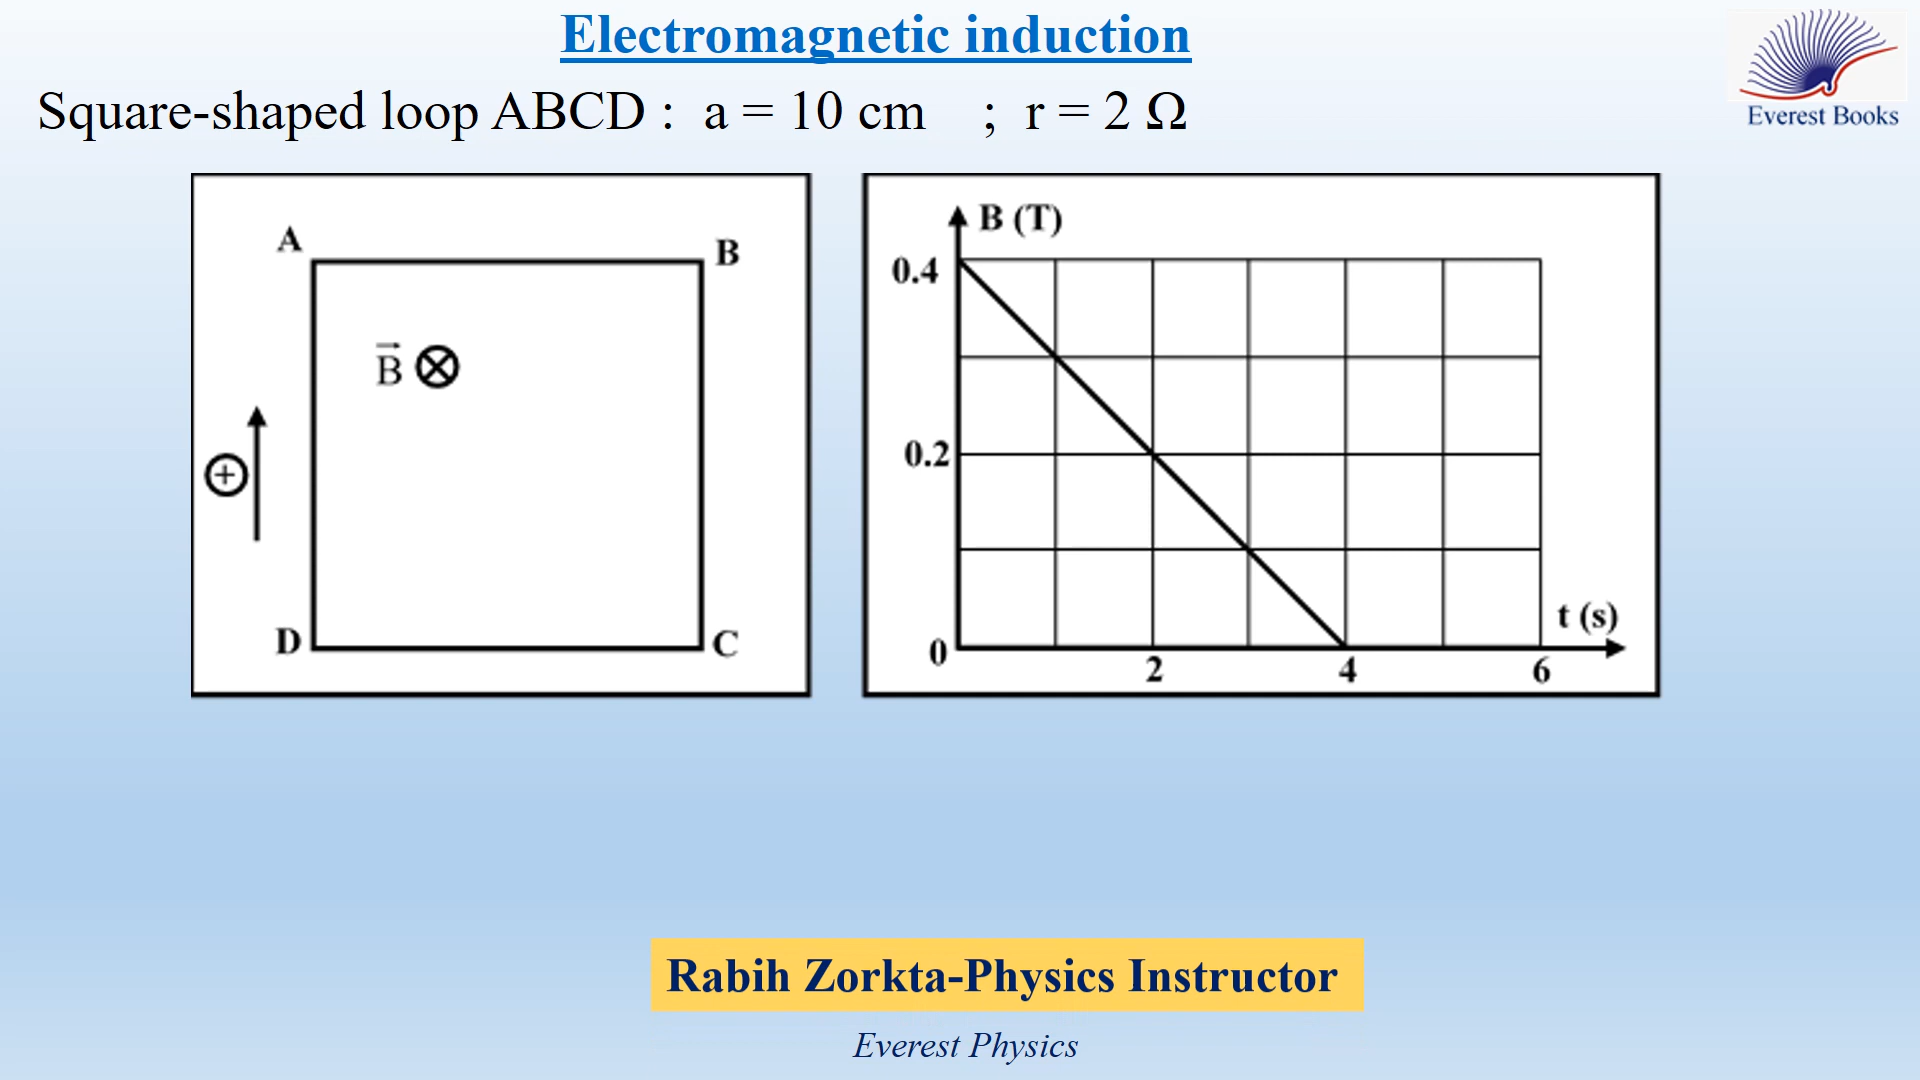 Electromagnetic induction
Everest Books
Square-shaped loop ABCD : a = 10 cm ; r = 2 Ω
A
B
B⃗ ⊗
⊕
D
C
B (T)
0.4
0.2
0
2
4
6
t (s)
Rabih Zorkta-Physics Instructor
Everest Physics